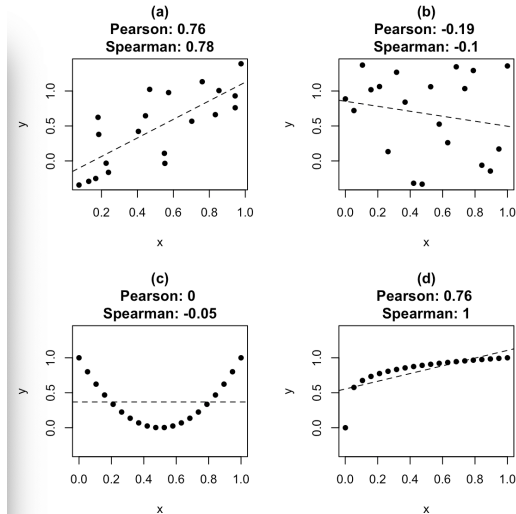 (a)
Pearson: 0.76
Spearman: 0.78
y
0.0 0.5 1.0
0.2 0.4 0.6 0.8 1.0
x
(b)
Pearson: -0.19
Spearman: -0.1
y
0.0 0.5 1.0
0.0 0.2 0.4 0.6 0.8 1.0
x
(c)
Pearson: 0
Spearman: -0.05
y
0.0 0.5 1.0
0.0 0.2 0.4 0.6 0.8 1.0
x
(d)
Pearson: 0.76
Spearman: 1
y
0.0 0.5 1.0
0.0 0.2 0.4 0.6 0.8 1.0
x